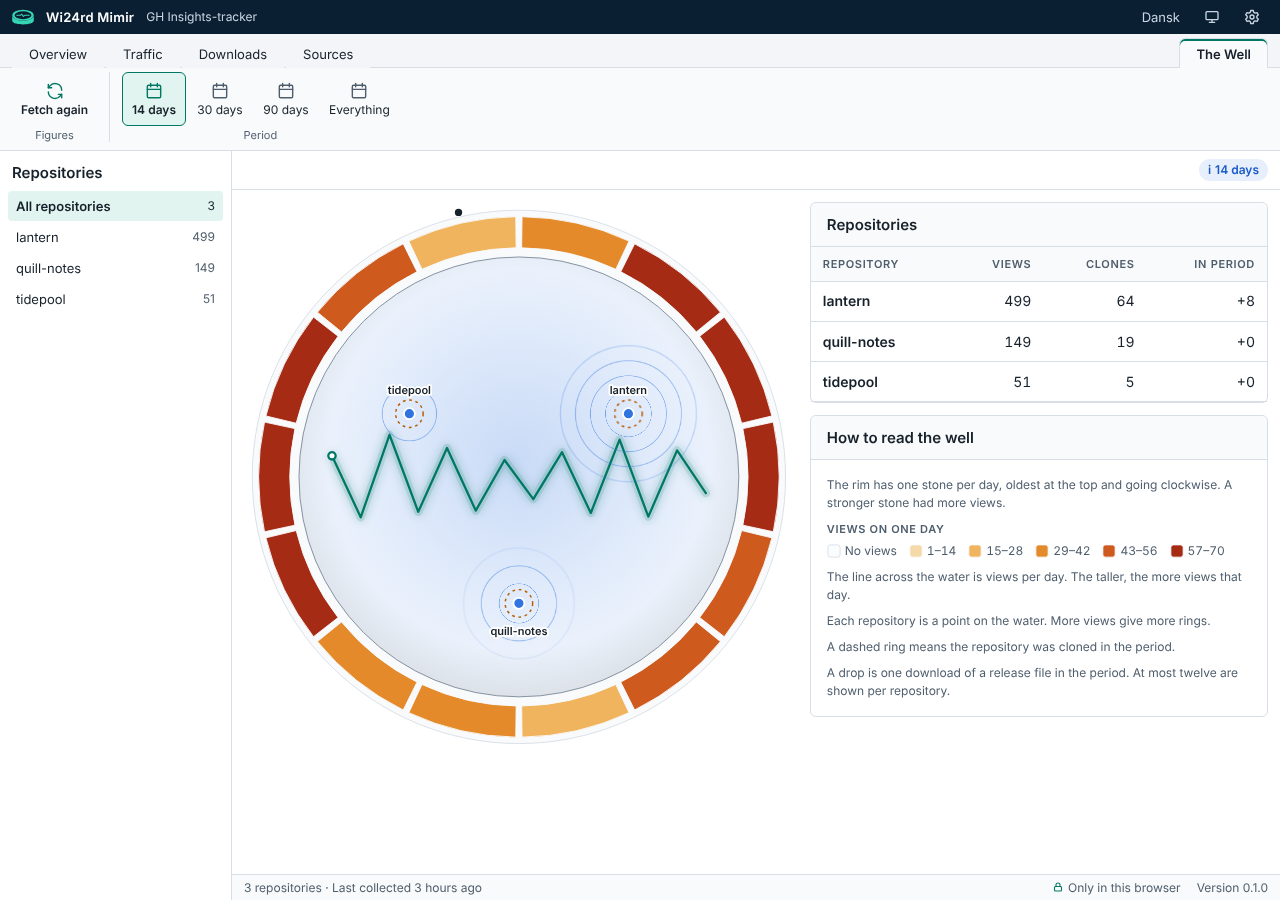 Wi24rd Mimir GH Insights-tracker Dansk
Overview Traffic Downloads Sources The Well
Fetch again 14 days 30 days 90 days Everything
Figures Period
Repositories
All repositories 3
lantern 499
quill-notes 149
tidepool 51
i 14 days
tidepool
lantern
quill-notes
Repositories
REPOSITORY VIEWS CLONES IN PERIOD
lantern 499 64 +8
quill-notes 149 19 +0
tidepool 51 5 +0
How to read the well
The rim has one stone per day, oldest at the top and going clockwise. A
stronger stone had more views.
VIEWS ON ONE DAY
No views 1–14 15–28 29–42 43–56 57–70
The line across the water is views per day. The taller, the more views that
day.
Each repository is a point on the water. More views give more rings.
A dashed ring means the repository was cloned in the period.
A drop is one download of a release file in the period. At most twelve are
shown per repository.
3 repositories · Last collected 3 hours ago
Only in this browser Version 0.1.0